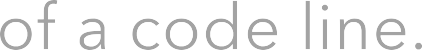 of a code line.